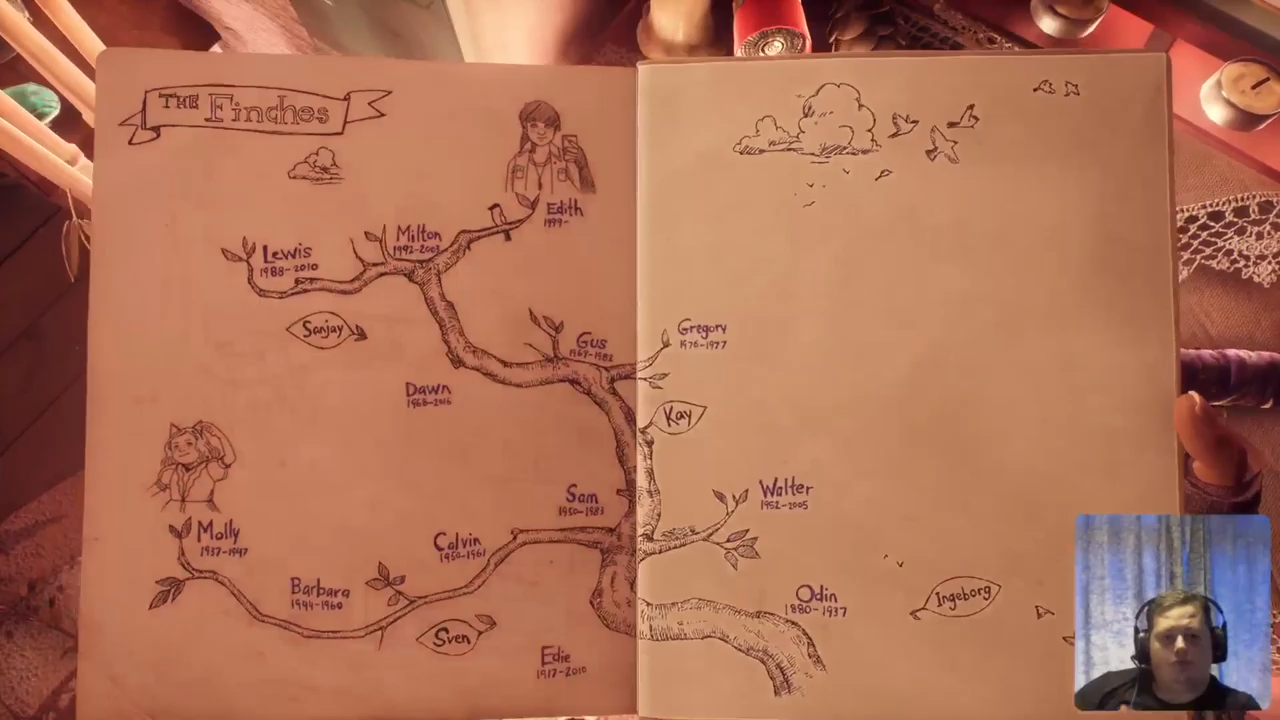 THE Finches
Edith
1999-
Milton
1992-2003
Lewis
1988-2010
Sanjay
Gus
1969-1982
Gregory
1976-1977
Dawn
1968-2016
Kay
Sam
1950-1983
Walter
1952-2005
Molly
1937-1947
Calvin
1950-1961
Barbara
1944-1960
Sven
Odin
1880-1937
Ingeborg
Edie
1917-2010